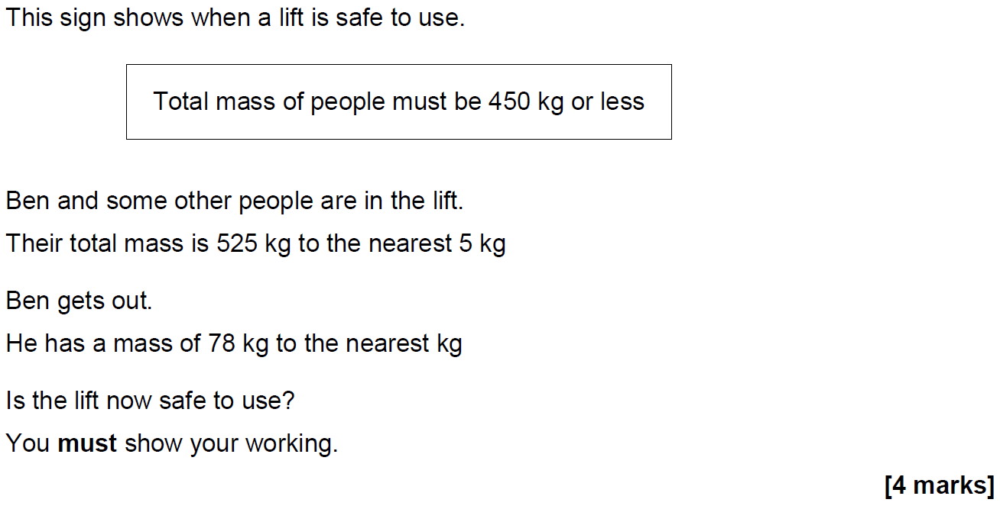 This sign shows when a lift is safe to use.
Total mass of people must be 450 kg or less
Ben and some other people are in the lift.
Their total mass is 525 kg to the nearest 5 kg
Ben gets out.
He has a mass of 78 kg to the nearest kg
Is the lift now safe to use?
You must show your working.
[4 marks]